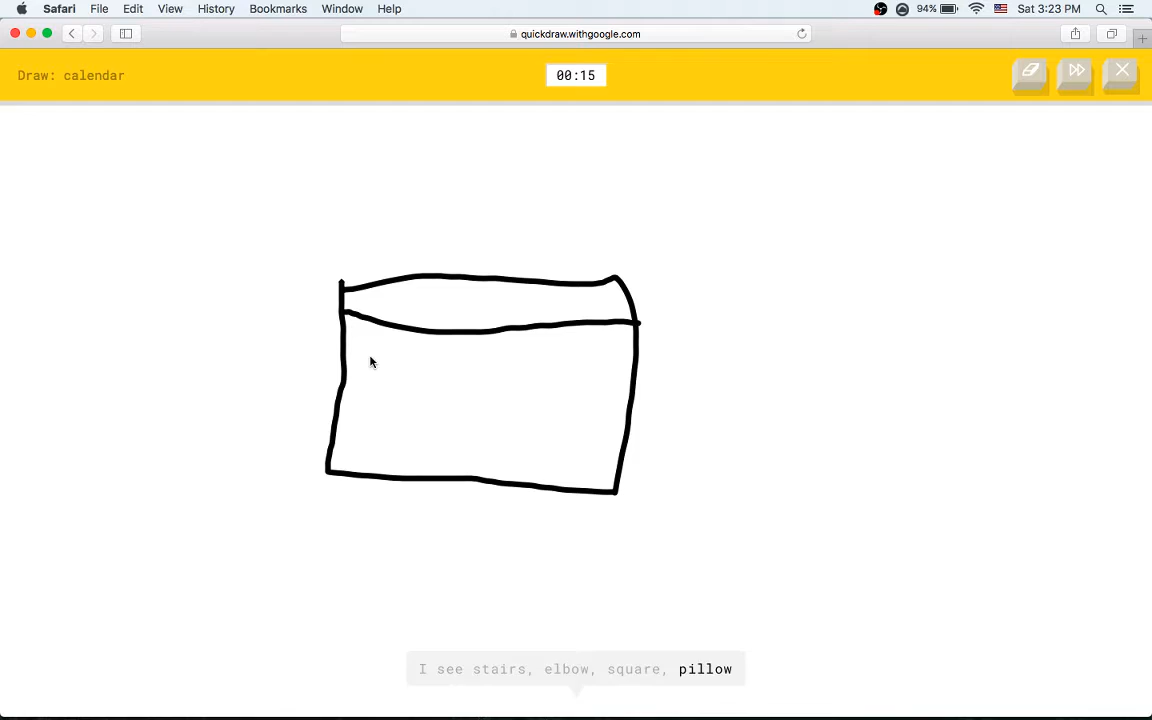 Safari File Edit View History Bookmarks Window Help 94% Sat 3:23 PM
quickdraw.withgoogle.com
Draw: calendar 00:15
I see stairs, elbow, square, pillow